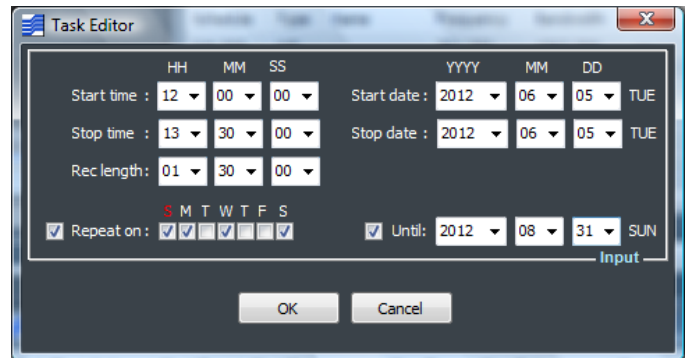 Task Editor
HH MM SS YYYY MM DD
Start time : 12 00 00 Start date : 2012 06 05 TUE
Stop time : 13 30 00 Stop date : 2012 06 05 TUE
Rec length: 01 30 00
S M T W T F S
Repeat on : Until: 2012 08 31 SUN
Input
OK Cancel